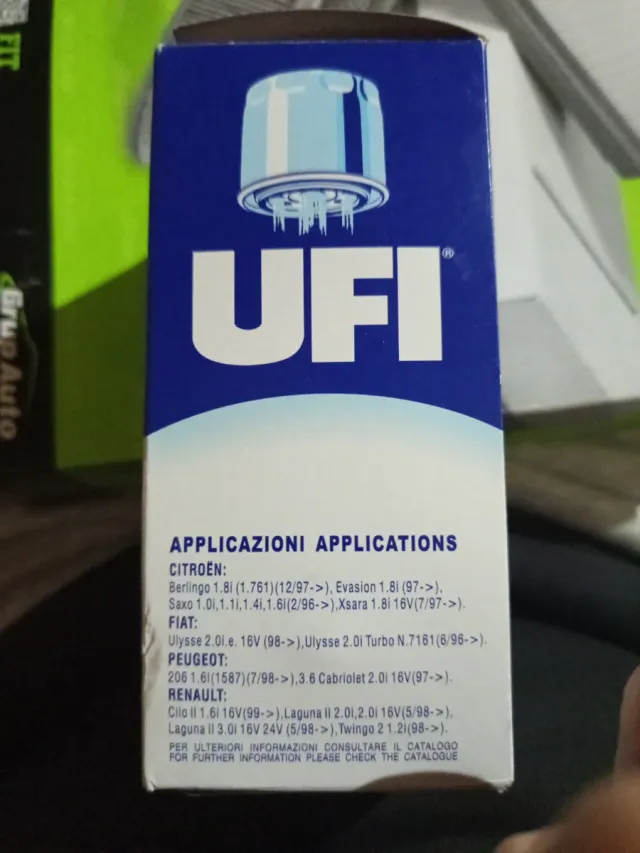 FIT
GrupAuto
UFI®
APPLICAZIONI APPLICATIONS
CITROËN:
Berlingo 1.8i (1.761)(12/97->), Evasion 1.8i (97->),
Saxo 1.0i,1.1i,1.4i,1.6i(2/96->),Xsara 1.8i 16V(7/97->).
FIAT:
Ulysse 2.0i.e. 16V (98->),Ulysse 2.0i Turbo N.7161(6/96->).
PEUGEOT:
206 1.6i(1587)(7/98->),3.6 Cabriolet 2.0i 16V(97->).
RENAULT:
Cilo II 1.6i 16V(99->),Laguna II 2.0i,2.0i 16V(5/98->),
Laguna II 3.0i 16V 24V (5/98->),Twingo 2 1.2i(98->).
PER ULTERIORI INFORMAZIONI CONSULTARE IL CATALOGO
FOR FURTHER INFORMATION PLEASE CHECK THE CATALOGUE